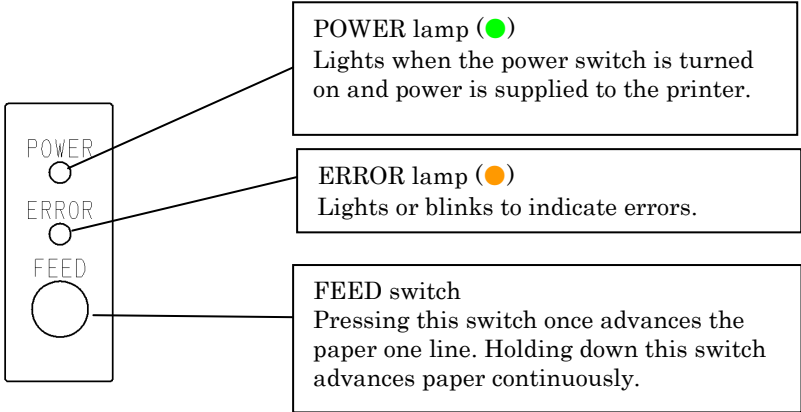 POWER lamp (●)
Lights when the power switch is turned
on and power is supplied to the printer.
POWER
ERROR lamp (●)
Lights or blinks to indicate errors.
ERROR
FEED
FEED switch
Pressing this switch once advances the
paper one line. Holding down this switch
advances paper continuously.